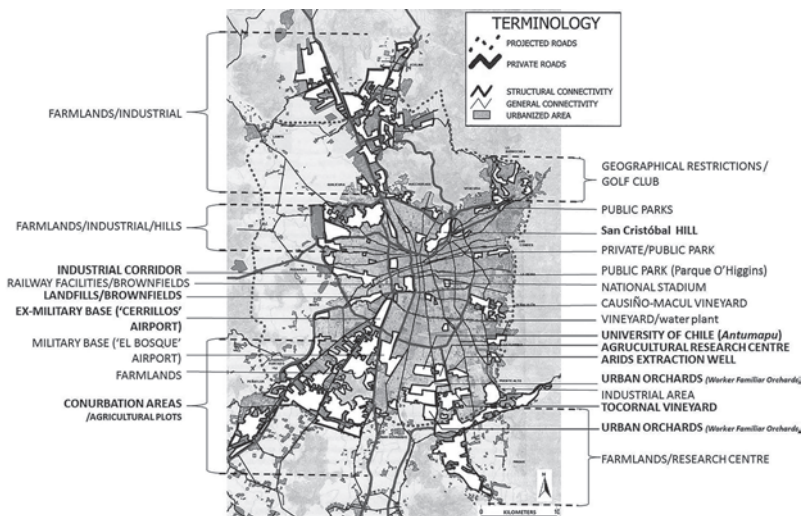 TERMINOLOGY
PROJECTED ROADS
PRIVATE ROADS
STRUCTURAL CONNECTIVITY
GENERAL CONNECTIVITY
URBANIZED AREA
FARMLANDS/INDUSTRIAL
FARMLANDS/INDUSTRIAL/HILLS
INDUSTRIAL CORRIDOR
RAILWAY FACILITIES/BROWNFIELDS
LANDFILLS/BROWNFIELDS
EX-MILITARY BASE ('CERRILLOS'
AIRPORT)
MILITARY BASE ('EL BOSQUE'
AIRPORT)
FARMLANDS
CONURBATION AREAS
/AGRICULTURAL PLOTS
GEOGRAPHICAL RESTRICTIONS/
GOLF CLUB
PUBLIC PARKS
San Cristóbal HILL
PRIVATE/PUBLIC PARK
PUBLIC PARK (Parque O'Higgins)
NATIONAL STADIUM
CAUSIÑO-MACUL VINEYARD
VINEYARD/water plant
UNIVERSITY OF CHILE (Antumapu)
AGRUCULTURAL RESEARCH CENTRE
ARIDS EXTRACTION WELL
URBAN ORCHARDS (Worker Familiar Orchards)
INDUSTRIAL AREA
TOCORNAL VINEYARD
URBAN ORCHARDS (Worker Familiar Orchards)
FARMLANDS/RESEARCH CENTRE
0 KILOMETERS 10